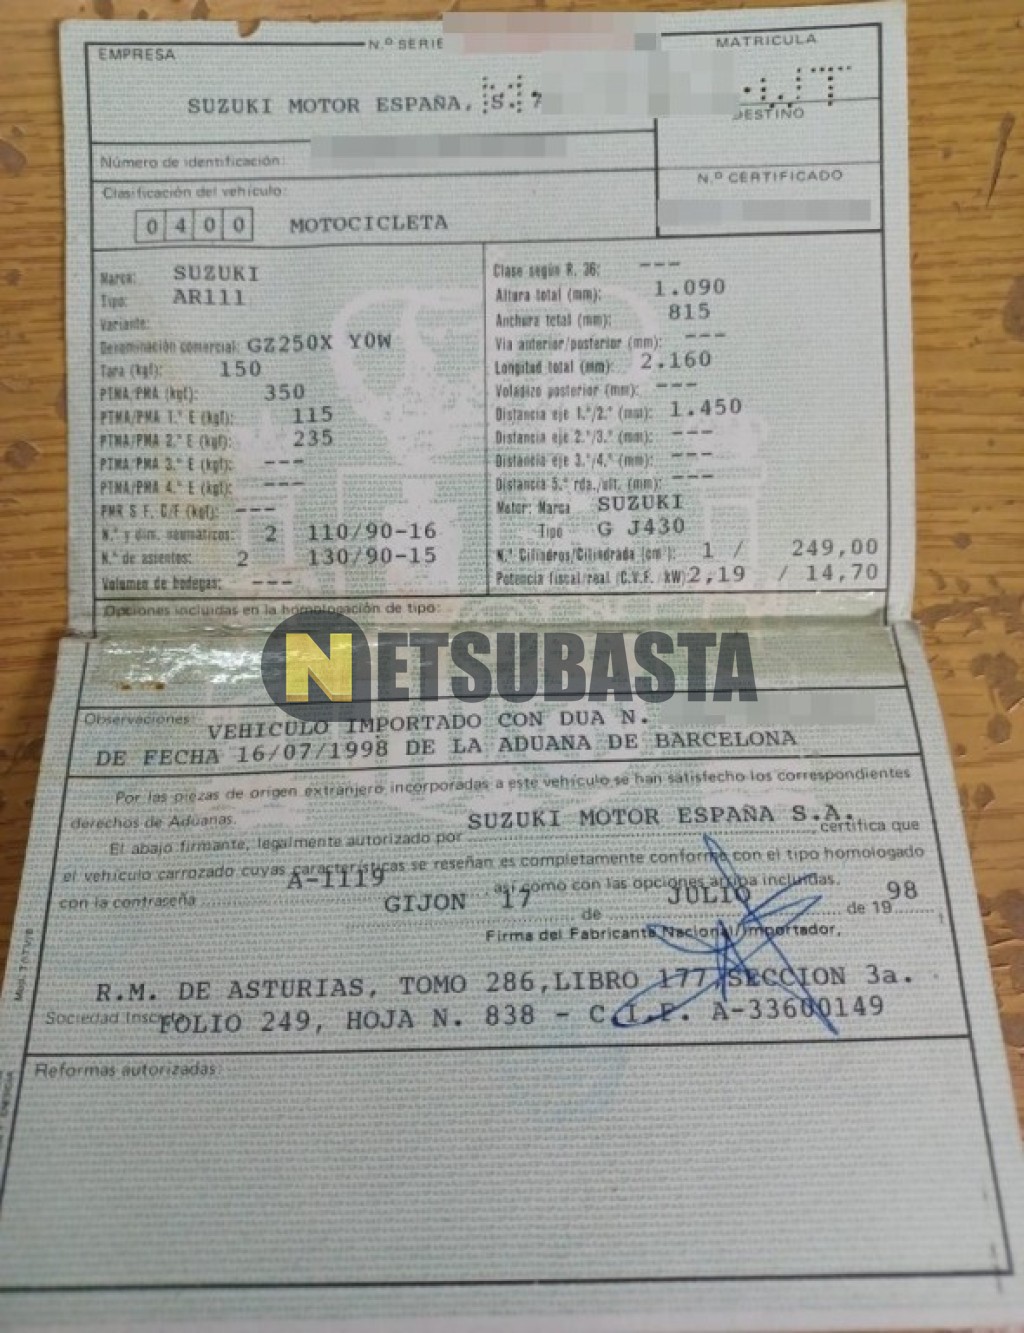 EMPRESA
N.º SERIE
MATRICULA
SUZUKI MOTOR ESPAÑA, S.
UT
DESTINO
Número de identificación:
N.º CERTIFICADO
Clasificación del vehículo:
0400 MOTOCICLETA
Marca: SUZUKI
Tipo: AR111
Variante:
Denominación comercial: GZ250X Y0W
Tara (kgf): 150
PTMA/PMA (kgf): 350
PTMA/PMA 1.º E (kgf): 115
PTMA/PMA 2.º E (kgf): 235
PTMA/PMA 3.º E (kgf): ---
PTMA/PMA 4.º E (kgf): ---
PMR S.F. C/F (kgf): ---
N.º y dim. neumáticos: 2 110/90-16
N.º de asientos: 2 130/90-15
Volumen de bodegas: ---
Clase según R. 36: ---
Altura total (mm): 1.090
Anchura total (mm): 815
Via anterior/posterior (mm): ---
Longitud total (mm): 2.160
Voladizo posterior (mm): ---
Distancia eje 1.º/2.º (mm): 1.450
Distancia eje 2.º/3.º (mm): ---
Distancia eje 3.º/4.º (mm): ---
Distancia 5.ª rda./ult. (mm): ---
Motor: Marca SUZUKI
Tipo G J430
N.º Cilindros/Cilindrada (cm³): 1 / 249,00
Potencia fiscal/real (C.V.F./kW) 2,19 / 14,70
Opciones incluidas en la homologación de tipo:
NETSUBASTA
Observaciones:
VEHICULO IMPORTADO CON DUA N.
DE FECHA 16/07/1998 DE LA ADUANA DE BARCELONA
Por las piezas de origen extranjero incorporadas a este vehículo se han satisfecho los correspondientes
derechos de Aduanas.
El abajo firmante, legalmente autorizado por SUZUKI MOTOR ESPAÑA S.A. certifica que
el vehículo carrozado cuyas características se reseñan es completamente conforme con el tipo homologado
con la contraseña A-1119 así como con las opciones arriba incluidas.
GIJON 17 de JULIO de 1998
Firma del Fabricante Nacional/Importador,
R.M. DE ASTURIAS, TOMO 286,LIBRO 177,SECCION 3a.
Sociedad Inscrita FOLIO 249, HOJA N. 838 - C.I.F. A-33600149
Reformas autorizadas: